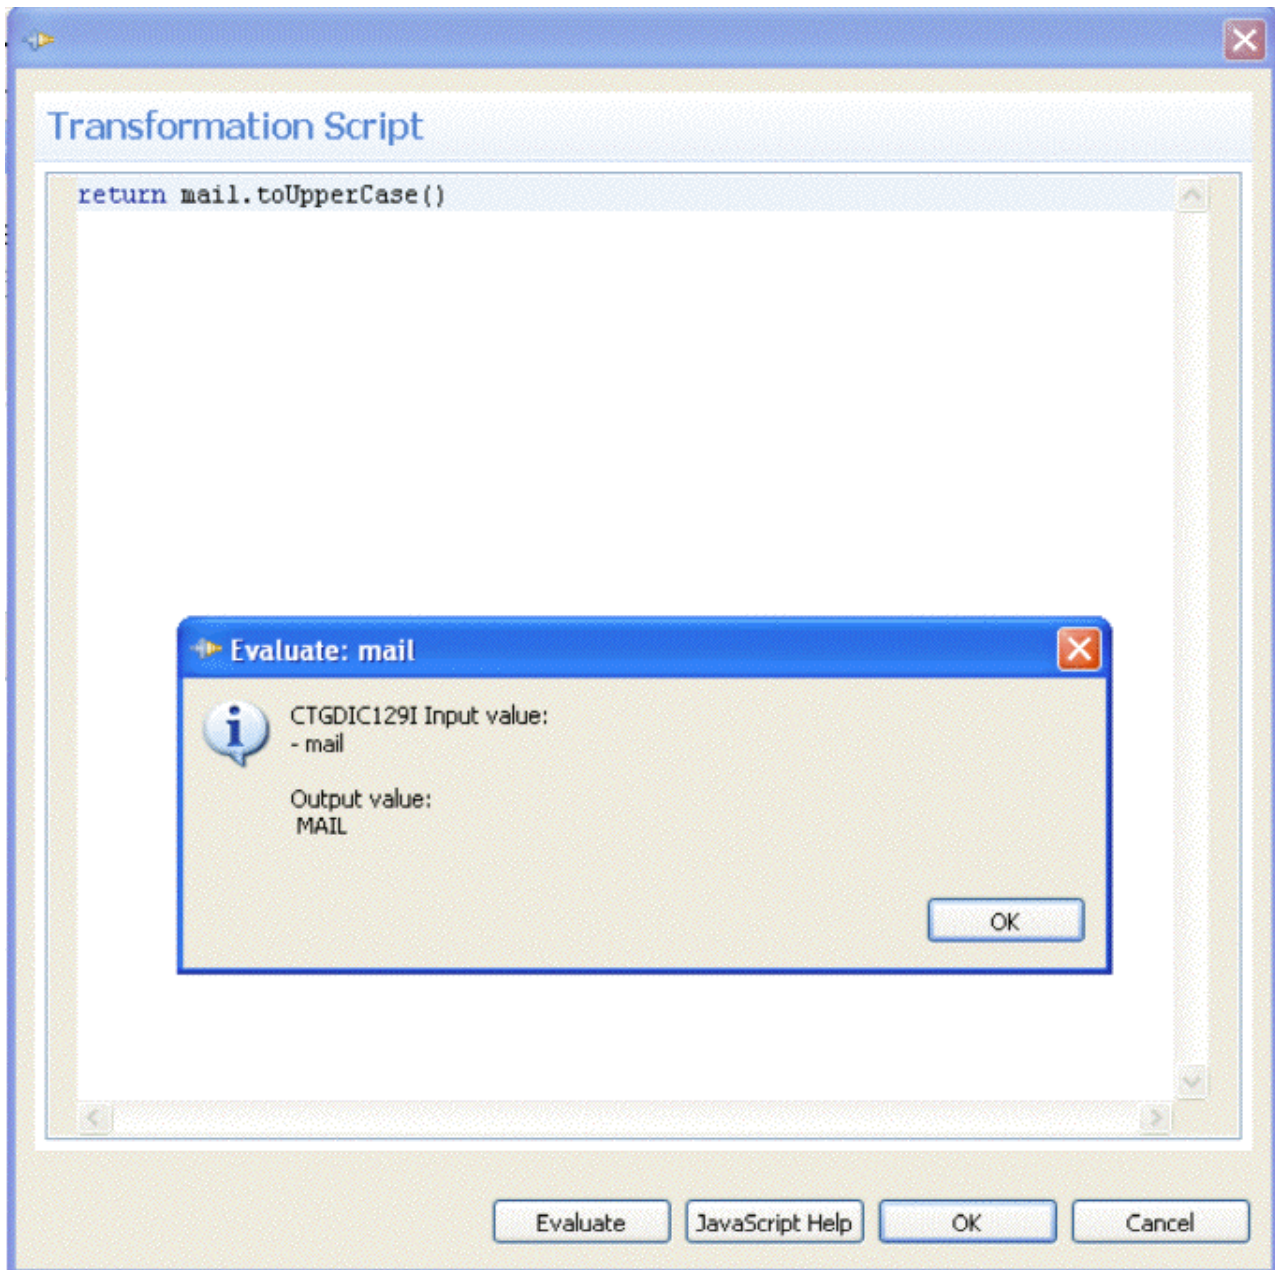 Transformation Script
return mail.toUpperCase()
Evaluate: mail
CTGDIC129I Input value:
- mail
Output value:
MAIL
OK
Evaluate
JavaScript Help
OK
Cancel